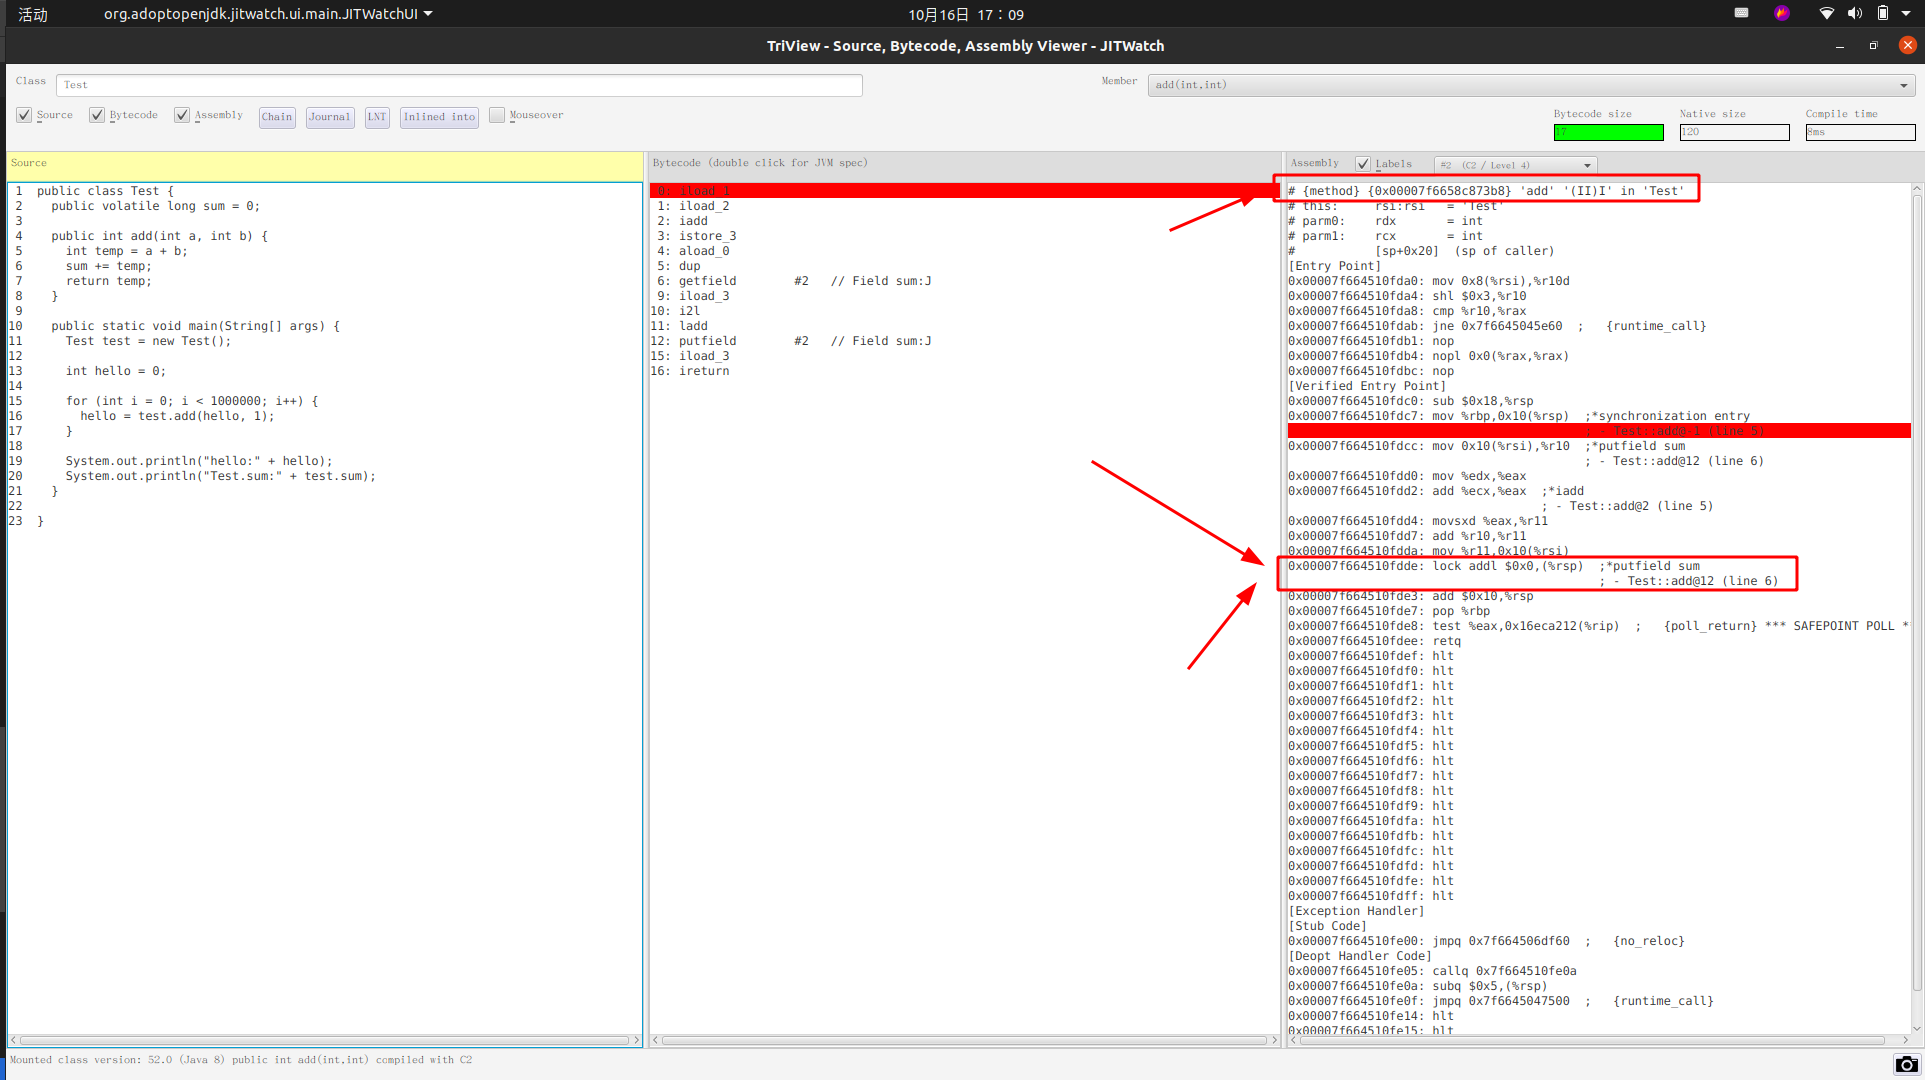 活动
org.adoptopenjdk.jitwatch.ui.main.JITWatchUI
10月16日 17：09
TriView - Source, Bytecode, Assembly Viewer - JITWatch
Class
Test
Member
add(int,int)
Source
Bytecode
Assembly
Chain
Journal
LNT
Inlined into
Mouseover
Bytecode size
Native size
Compile time
17
120
8ms
Source
1 public class Test {
2 public volatile long sum = 0;
3
4 public int add(int a, int b) {
5 int temp = a + b;
6 sum += temp;
7 return temp;
8 }
9
10 public static void main(String[] args) {
11 Test test = new Test();
12
13 int hello = 0;
14
15 for (int i = 0; i < 1000000; i++) {
16 hello = test.add(hello, 1);
17 }
18
19 System.out.println("hello:" + hello);
20 System.out.println("Test.sum:" + test.sum);
21 }
22
23 }
Bytecode (double click for JVM spec)
0: iload_1
1: iload_2
2: iadd
3: istore_3
4: aload_0
5: dup
6: getfield #2 // Field sum:J
9: iload_3
10: i2l
11: ladd
12: putfield #2 // Field sum:J
15: iload_3
16: ireturn
Assembly
Labels
#2 (C2 / Level 4)
# {method} {0x00007f6658c873b8} 'add' '(II)I' in 'Test'
# this: rsi:rsi = 'Test'
# parm0: rdx = int
# parm1: rcx = int
# [sp+0x20] (sp of caller)
[Entry Point]
0x00007f664510fda0: mov 0x8(%rsi),%r10d
0x00007f664510fda4: shl $0x3,%r10
0x00007f664510fda8: cmp %r10,%rax
0x00007f664510fdab: jne 0x7f6645045e60 ; {runtime_call}
0x00007f664510fdb1: nop
0x00007f664510fdb4: nopl 0x0(%rax,%rax)
0x00007f664510fdbc: nop
[Verified Entry Point]
0x00007f664510fdc0: sub $0x18,%rsp
0x00007f664510fdc7: mov %rbp,0x10(%rsp) ;*synchronization entry
; - Test::add@-1 (line 5)
0x00007f664510fdcc: mov 0x10(%rsi),%r10 ;*putfield sum
; - Test::add@12 (line 6)
0x00007f664510fdd0: mov %edx,%eax
0x00007f664510fdd2: add %ecx,%eax ;*iadd
; - Test::add@2 (line 5)
0x00007f664510fdd4: movsxd %eax,%r11
0x00007f664510fdd7: add %r10,%r11
0x00007f664510fdda: mov %r11,0x10(%rsi)
0x00007f664510fdde: lock addl $0x0,(%rsp) ;*putfield sum
; - Test::add@12 (line 6)
0x00007f664510fde3: add $0x10,%rsp
0x00007f664510fde7: pop %rbp
0x00007f664510fde8: test %eax,0x16eca212(%rip) ; {poll_return} *** SAFEPOINT POLL *
0x00007f664510fdee: retq
0x00007f664510fdef: hlt
0x00007f664510fdf0: hlt
0x00007f664510fdf1: hlt
0x00007f664510fdf2: hlt
0x00007f664510fdf3: hlt
0x00007f664510fdf4: hlt
0x00007f664510fdf5: hlt
0x00007f664510fdf6: hlt
0x00007f664510fdf7: hlt
0x00007f664510fdf8: hlt
0x00007f664510fdf9: hlt
0x00007f664510fdfa: hlt
0x00007f664510fdfb: hlt
0x00007f664510fdfc: hlt
0x00007f664510fdfd: hlt
0x00007f664510fdfe: hlt
0x00007f664510fdff: hlt
[Exception Handler]
[Stub Code]
0x00007f664510fe00: jmpq 0x7f664506df60 ; {no_reloc}
[Deopt Handler Code]
0x00007f664510fe05: callq 0x7f664510fe0a
0x00007f664510fe0a: subq $0x5,(%rsp)
0x00007f664510fe0f: jmpq 0x7f6645047500 ; {runtime_call}
0x00007f664510fe14: hlt
0x00007f664510fe15: hlt
Mounted class version: 52.0 (Java 8) public int add(int,int) compiled with C2